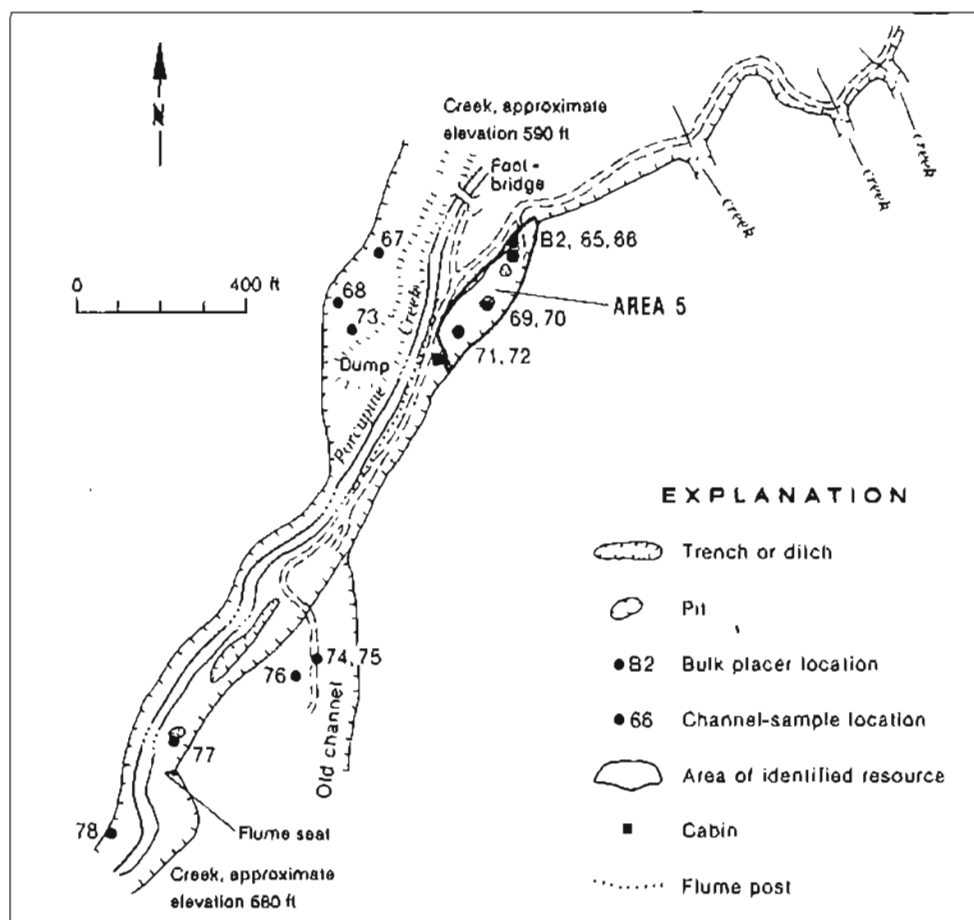 N
Creek, approximate
elevation 590 ft
Foot-
bridge
creek
creek
creek
67
B2, 65, 66
0 400 ft
68
AREA 5
73
69, 70
Creek
71, 72
Dump
Porcupine
EXPLANATION
Trench or ditch
Pit
74, 75
B2 Bulk placer location
76
66 Channel-sample location
Old channel
77
Area of identified resource
78
Flume seat
Cabin
Creek, approximate
elevation 680 ft
Flume post